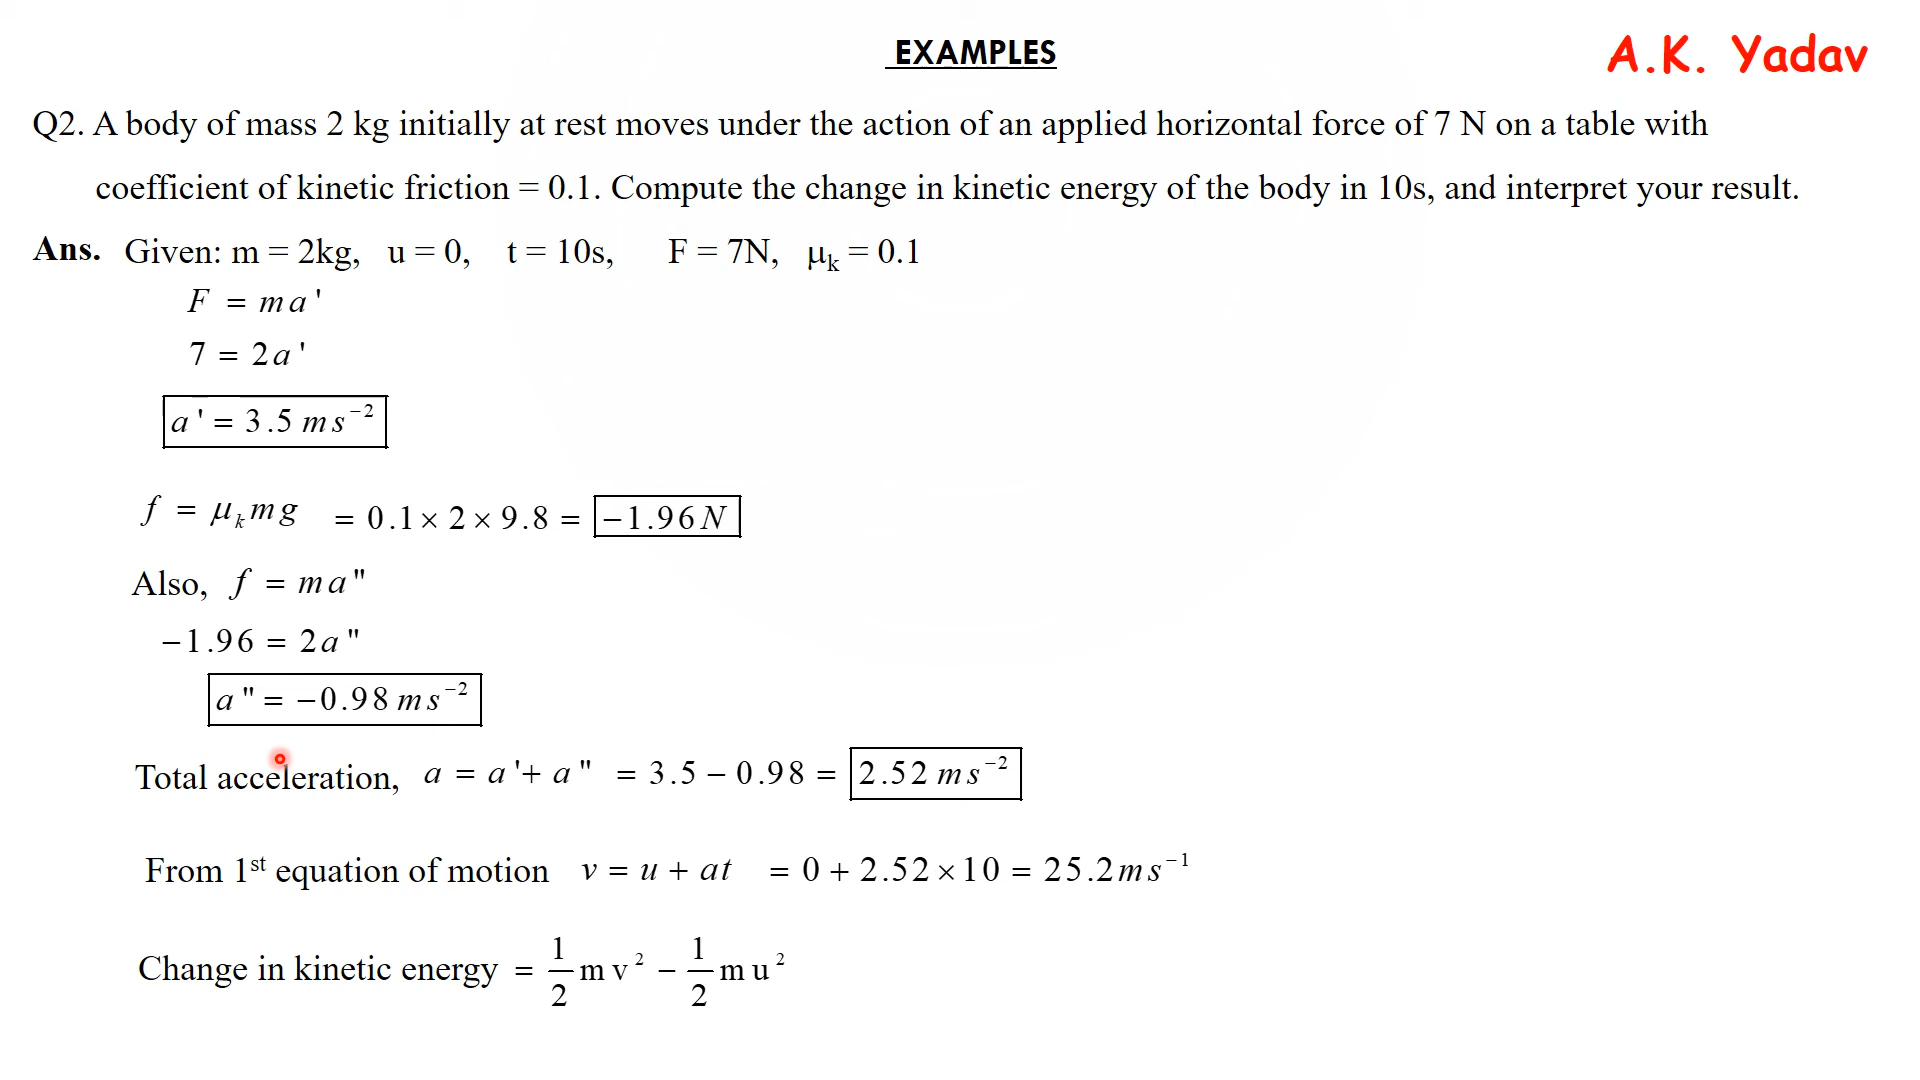 EXAMPLES
A.K. Yadav
Q2. A body of mass 2 kg initially at rest moves under the action of an applied horizontal force of 7 N on a table with
coefficient of kinetic friction = 0.1. Compute the change in kinetic energy of the body in 10s, and interpret your result.
Ans. Given: m = 2kg, u = 0, t = 10s, F = 7N, μₖ = 0.1
F = ma'
7 = 2a'
a' = 3.5 ms⁻²
f = μₖmg = 0.1 × 2 × 9.8 = −1.96N
Also, f = ma"
−1.96 = 2a"
a" = −0.98 ms⁻²
Total acceleration, a = a'+ a" = 3.5 − 0.98 = 2.52 ms⁻²
From 1st equation of motion v = u + at = 0 + 2.52 × 10 = 25.2ms⁻¹
Change in kinetic energy = 1/2 mv² − 1/2 mu²